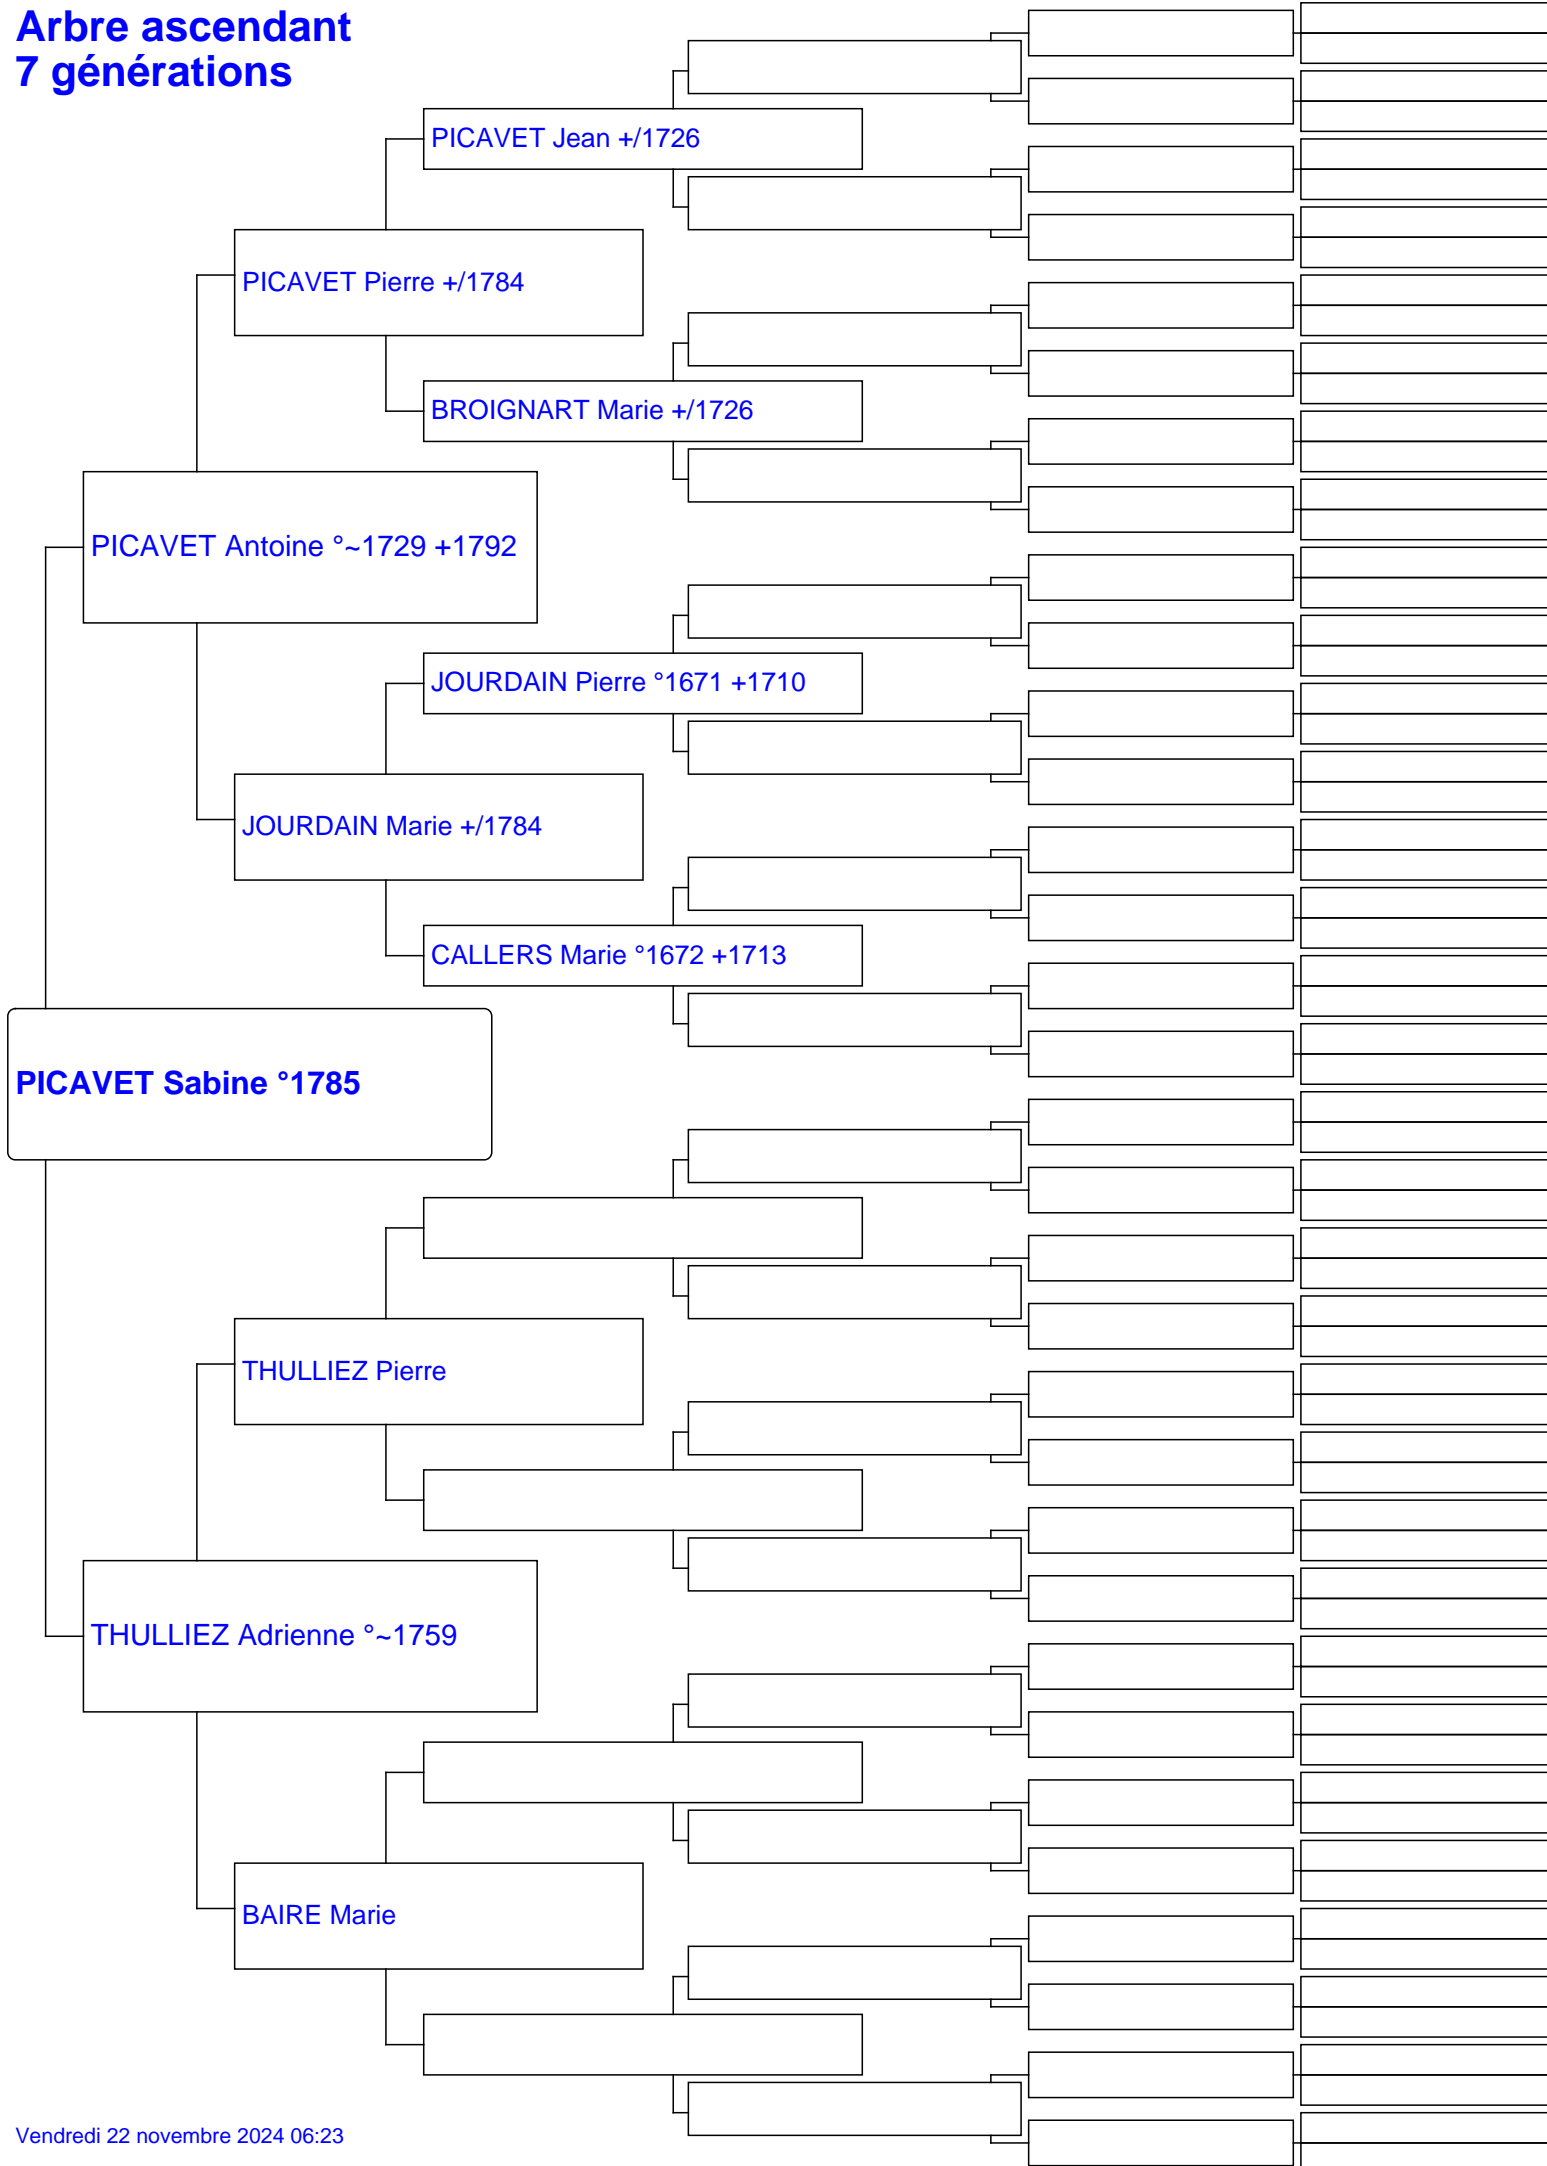 Arbre ascendant
7 générations
PICAVET Jean +/1726
PICAVET Pierre +/1784
BROIGNART Marie +/1726
PICAVET Antoine °~1729 +1792
JOURDAIN Pierre °1671 +1710
JOURDAIN Marie +/1784
CALLERS Marie °1672 +1713
PICAVET Sabine °1785
THULLIEZ Pierre
THULLIEZ Adrienne °~1759
BAIRE Marie
Vendredi 22 novembre 2024 06:23